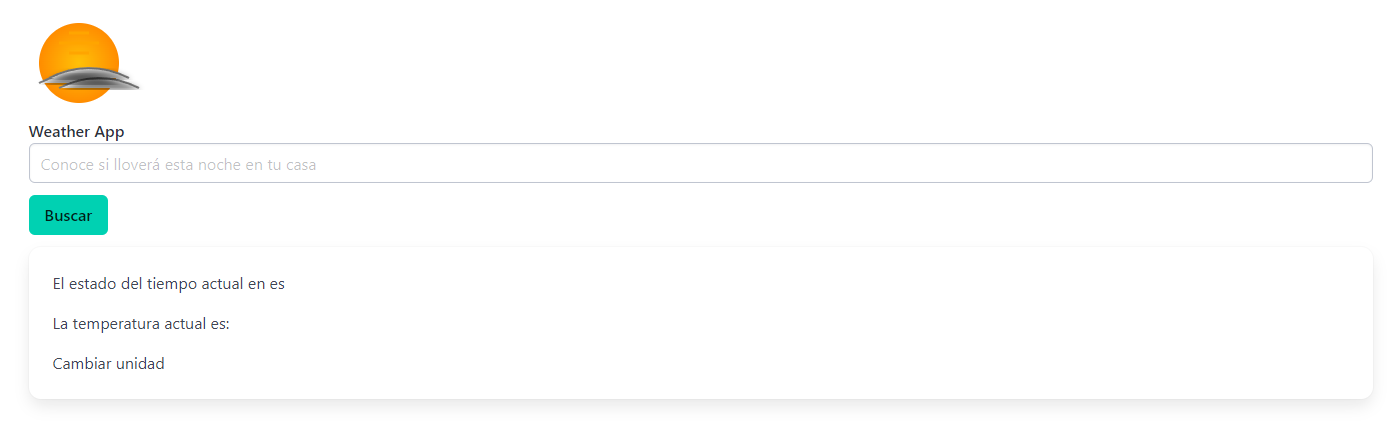 Weather App
Conoce si lloverá esta noche en tu casa
Buscar
El estado del tiempo actual en es
La temperatura actual es:
Cambiar unidad